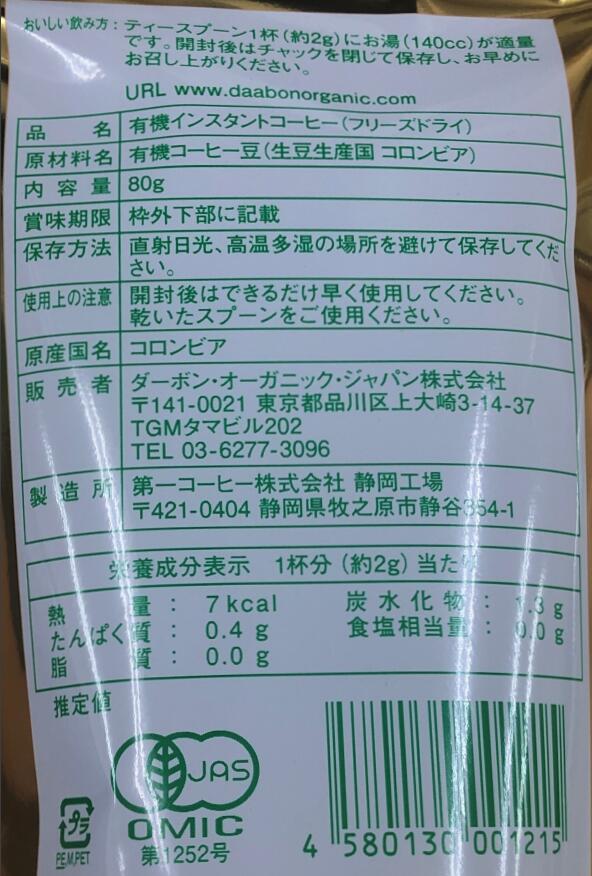 おいしい飲み方：ティースプーン1杯（約2g）にお湯（140cc）が適量
です。開封後はチャックを閉じて保存し、お早めに
お召し上がりください。
URL www.daabonorganic.com
品名 有機インスタントコーヒー（フリーズドライ）
原材料名 有機コーヒー豆（生豆生産国 コロンビア）
内容量 80g
賞味期限 枠外下部に記載
保存方法 直射日光、高温多湿の場所を避けて保存してくだ
さい。
使用上の注意 開封後はできるだけ早く使用してください。
乾いたスプーンをご使用ください。
原産国名 コロンビア
販売者 ダーボン・オーガニック・ジャパン株式会社
〒141-0021 東京都品川区上大崎3-14-37
TGMタマビル202
TEL 03-6277-3096
製造所 第一コーヒー株式会社 静岡工場
〒421-0404 静岡県牧之原市静谷354-1
栄養成分表示 1杯分（約2g）当たり
熱量： 7kcal 炭水化物： 1.3g
たんぱく質： 0.4g 食塩相当量： 0.0g
脂質： 0.0g
推定値
JAS
OMIC
第1252号
プラ
PE,M,PET
4 580130 001215